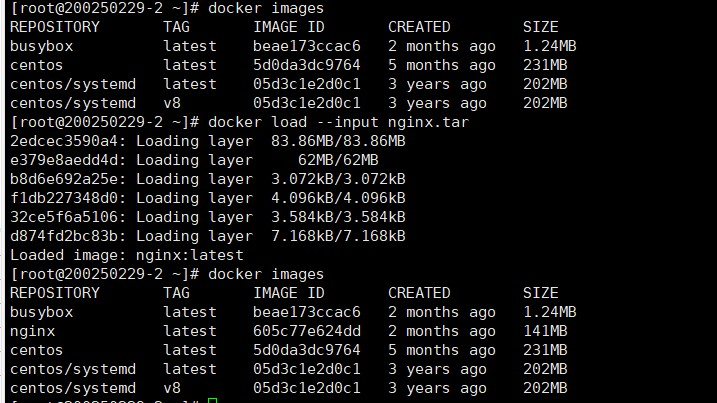 [root@200250229-2 ~]# docker images
REPOSITORY TAG IMAGE ID CREATED SIZE
busybox latest beae173ccac6 2 months ago 1.24MB
centos latest 5d0da3dc9764 5 months ago 231MB
centos/systemd latest 05d3c1e2d0c1 3 years ago 202MB
centos/systemd v8 05d3c1e2d0c1 3 years ago 202MB
[root@200250229-2 ~]# docker load --input nginx.tar
2edcec3590a4: Loading layer 83.86MB/83.86MB
e379e8aedd4d: Loading layer 62MB/62MB
b8d6e692a25e: Loading layer 3.072kB/3.072kB
f1db227348d0: Loading layer 4.096kB/4.096kB
32ce5f6a5106: Loading layer 3.584kB/3.584kB
d874fd2bc83b: Loading layer 7.168kB/7.168kB
Loaded image: nginx:latest
[root@200250229-2 ~]# docker images
REPOSITORY TAG IMAGE ID CREATED SIZE
busybox latest beae173ccac6 2 months ago 1.24MB
nginx latest 605c77e624dd 2 months ago 141MB
centos latest 5d0da3dc9764 5 months ago 231MB
centos/systemd latest 05d3c1e2d0c1 3 years ago 202MB
centos/systemd v8 05d3c1e2d0c1 3 years ago 202MB
[root@200250229-2 ~]#